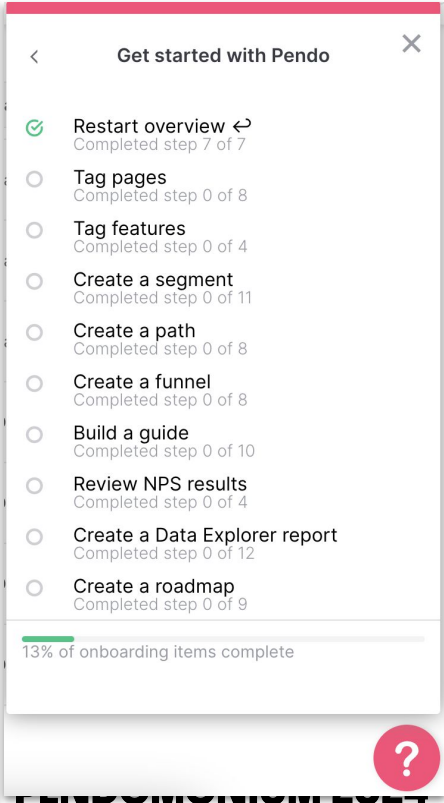 Get started with Pendo
Restart overview ↩
Completed step 7 of 7
Tag pages
Completed step 0 of 8
Tag features
Completed step 0 of 4
Create a segment
Completed step 0 of 11
Create a path
Completed step 0 of 8
Create a funnel
Completed step 0 of 8
Build a guide
Completed step 0 of 10
Review NPS results
Completed step 0 of 4
Create a Data Explorer report
Completed step 0 of 12
Create a roadmap
Completed step 0 of 9
13% of onboarding items complete
?
PENDOMONIUM 2024